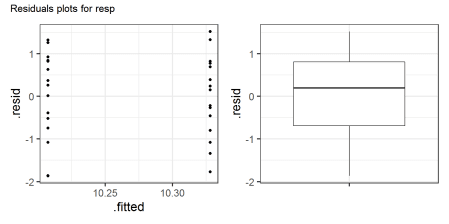 Residuals plots for resp
.resid
1
0
-1
-2
10.25
10.30
.fitted
.resid
1
0
-1
-2